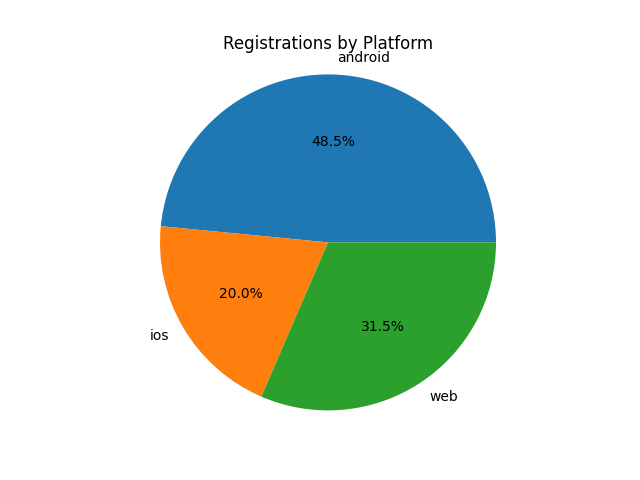 Registrations by Platform
android
48.5%
20.0%
31.5%
ios
web